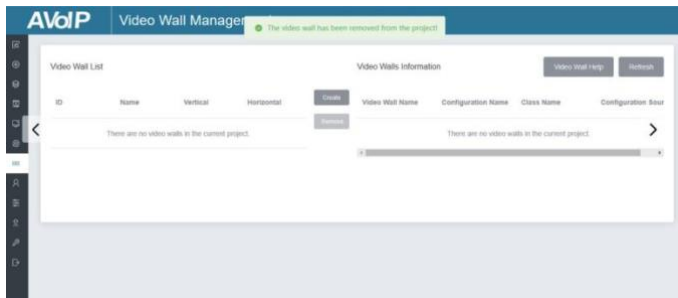 AVoIP
Video Wall Manager
The video wall has been removed from the project!
Video Wall List
Video Walls Information
Video Wall Help
Refresh
ID Name Vertical Horizontal
Create
Remove
Video Wall Name Configuration Name Class Name Configuration Sour
There are no video walls in the current project.
There are no video walls in the current project.